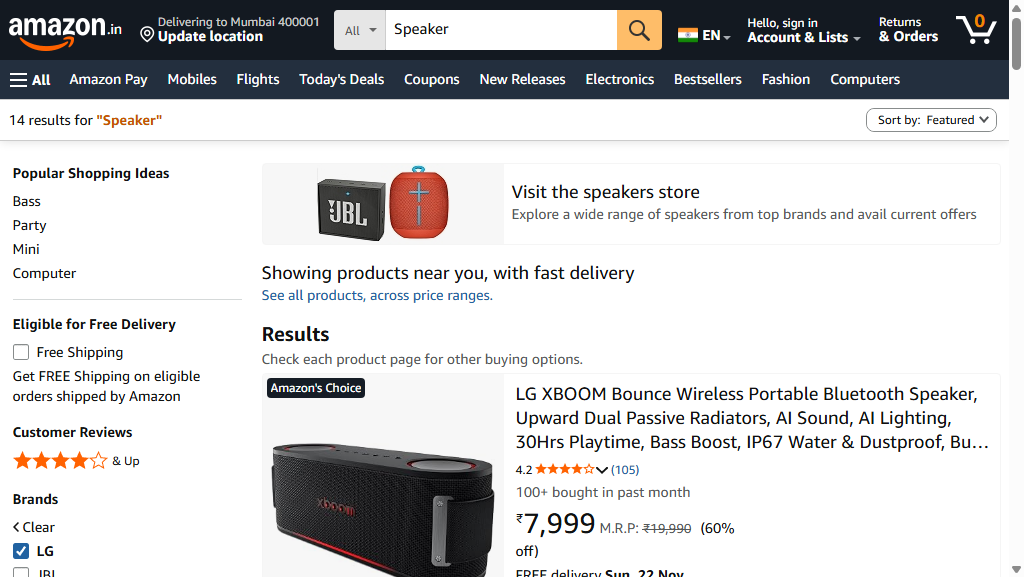 amazon.in
Delivering to Mumbai 400001
Update location
All
Speaker
EN
Hello, sign in
Account & Lists
Returns
& Orders
0
All
Amazon Pay
Mobiles
Flights
Today's Deals
Coupons
New Releases
Electronics
Bestsellers
Fashion
Computers
14 results for "Speaker"
Sort by: Featured
Popular Shopping Ideas
Bass
Party
Mini
Computer
Eligible for Free Delivery
Free Shipping
Get FREE Shipping on eligible
orders shipped by Amazon
Customer Reviews
& Up
Brands
Clear
LG
JBL
JBL
Visit the speakers store
Explore a wide range of speakers from top brands and avail current offers
Showing products near you, with fast delivery
See all products, across price ranges.
Results
Check each product page for other buying options.
Amazon's Choice
xboom
LG XBOOM Bounce Wireless Portable Bluetooth Speaker,
Upward Dual Passive Radiators, AI Sound, AI Lighting,
30Hrs Playtime, Bass Boost, IP67 Water & Dustproof, Bu…
4.2 (105)
100+ bought in past month
₹7,999 M.R.P: ₹19,990 (60%
off)
FREE delivery Sun, 22 Nov